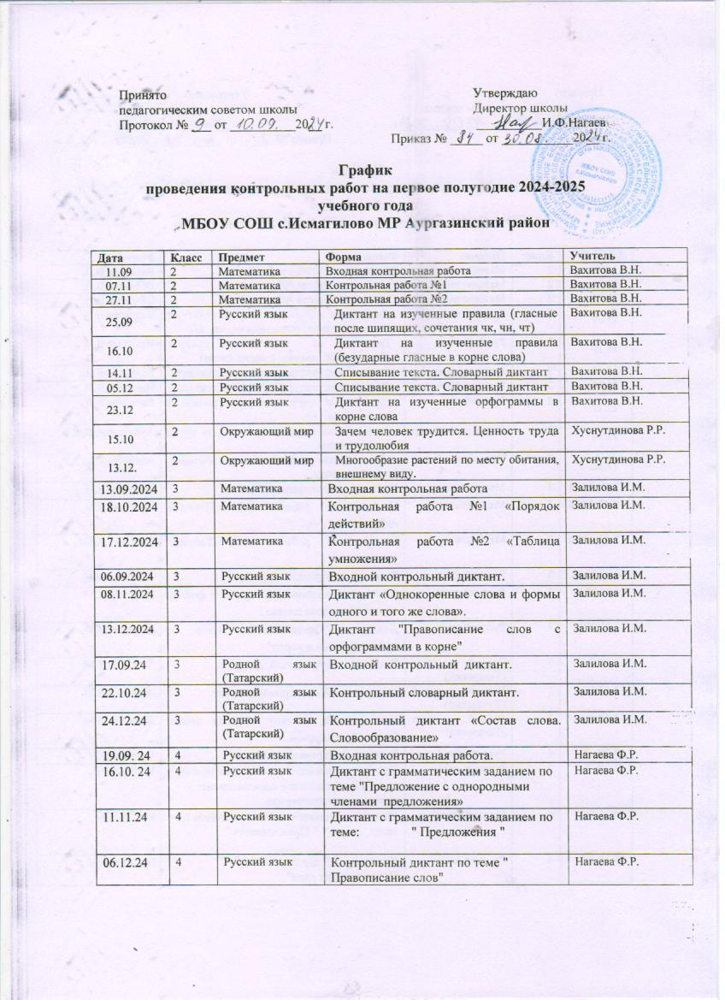 Принято Утверждаю
педагогическим советом школы Директор школы
Протокол № 9 от 10.09. 2024г. И.Ф.Нагаев
Приказ № 84 от 30.08. 2024 г.
График
проведения контрольных работ на первое полугодие 2024-2025
учебного года
МБОУ СОШ с.Исмагилово МР Аургазинский район
Дата Класс Предмет Форма Учитель
11.09 2 Математика Входная контрольная работа Вахитова В.Н.
07.11 2 Математика Контрольная работа №1 Вахитова В.Н.
27.11 2 Математика Контрольная работа №2 Вахитова В.Н.
25.09 2 Русский язык Диктант на изученные правила (гласные
после шипящих, сочетания чк, чн, чт) Вахитова В.Н.
16.10 2 Русский язык Диктант на изученные правила
(безударные гласные в корне слова) Вахитова В.Н.
14.11 2 Русский язык Списывание текста. Словарный диктант Вахитова В.Н.
05.12 2 Русский язык Списывание текста. Словарный диктант Вахитова В.Н.
23.12 2 Русский язык Диктант на изученные орфограммы в
корне слова Вахитова В.Н.
15.10 2 Окружающий мир Зачем человек трудится. Ценность труда
и трудолюбия Хуснутдинова Р.Р.
13.12. 2 Окружающий мир Многообразие растений по месту обитания,
внешнему виду. Хуснутдинова Р.Р.
13.09.2024 3 Математика Входная контрольная работа Залилова И.М.
18.10.2024 3 Математика Контрольная работа №1 «Порядок
действий» Залилова И.М.
17.12.2024 3 Математика Контрольная работа №2 «Таблица
умножения» Залилова И.М.
06.09.2024 3 Русский язык Входной контрольный диктант. Залилова И.М.
08.11.2024 3 Русский язык Диктант «Однокоренные слова и формы
одного и того же слова». Залилова И.М.
13.12.2024 3 Русский язык Диктант "Правописание слов с
орфограммами в корне" Залилова И.М.
17.09.24 3 Родной язык Входной контрольный диктант. Залилова И.М.
(Татарский)
22.10.24 3 Родной язык Контрольный словарный диктант. Залилова И.М.
(Татарский)
24.12.24 3 Родной язык Контрольный диктант «Состав слова. Залилова И.М.
(Татарский) Словообразование»
19.09. 24 4 Русский язык Входная контрольная работа. Нагаева Ф.Р.
16.10. 24 4 Русский язык Диктант с грамматическим заданием по Нагаева Ф.Р.
теме "Предложение с однородными
членами предложения»
11.11.24 4 Русский язык Диктант с грамматическим заданием по Нагаева Ф.Р.
теме: " Предложения "
06.12.24 4 Русский язык Контрольный диктант по теме " Нагаева Ф.Р.
Правописание слов"